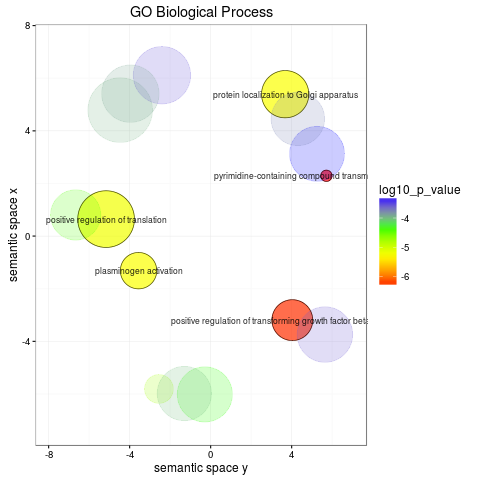 GO Biological Process
8
protein localization to Golgi apparatus
4
pyrimidine-containing compound transm
log10_p_value
-4
-5
-6
positive regulation of translation
0
plasminogen activation
positive regulation of transforming growth factor beta
-4
-8 -4 0 4
semantic space y
semantic space x